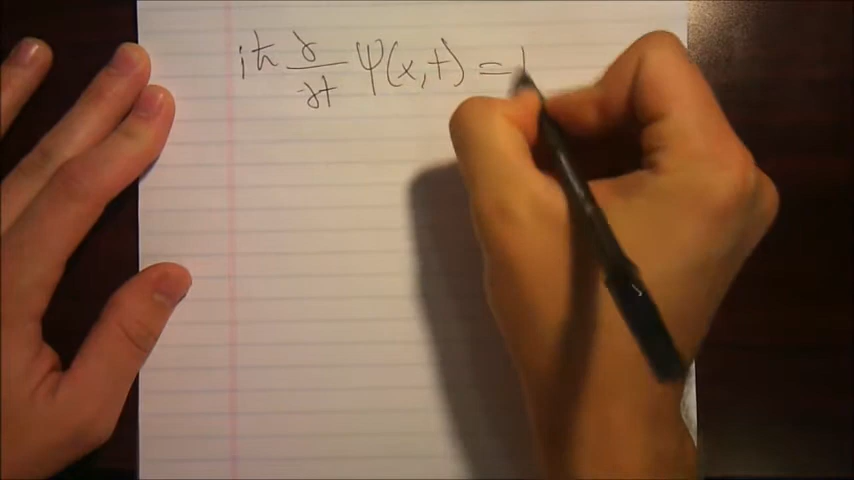 iħ ∂/∂t ψ(x,t) =